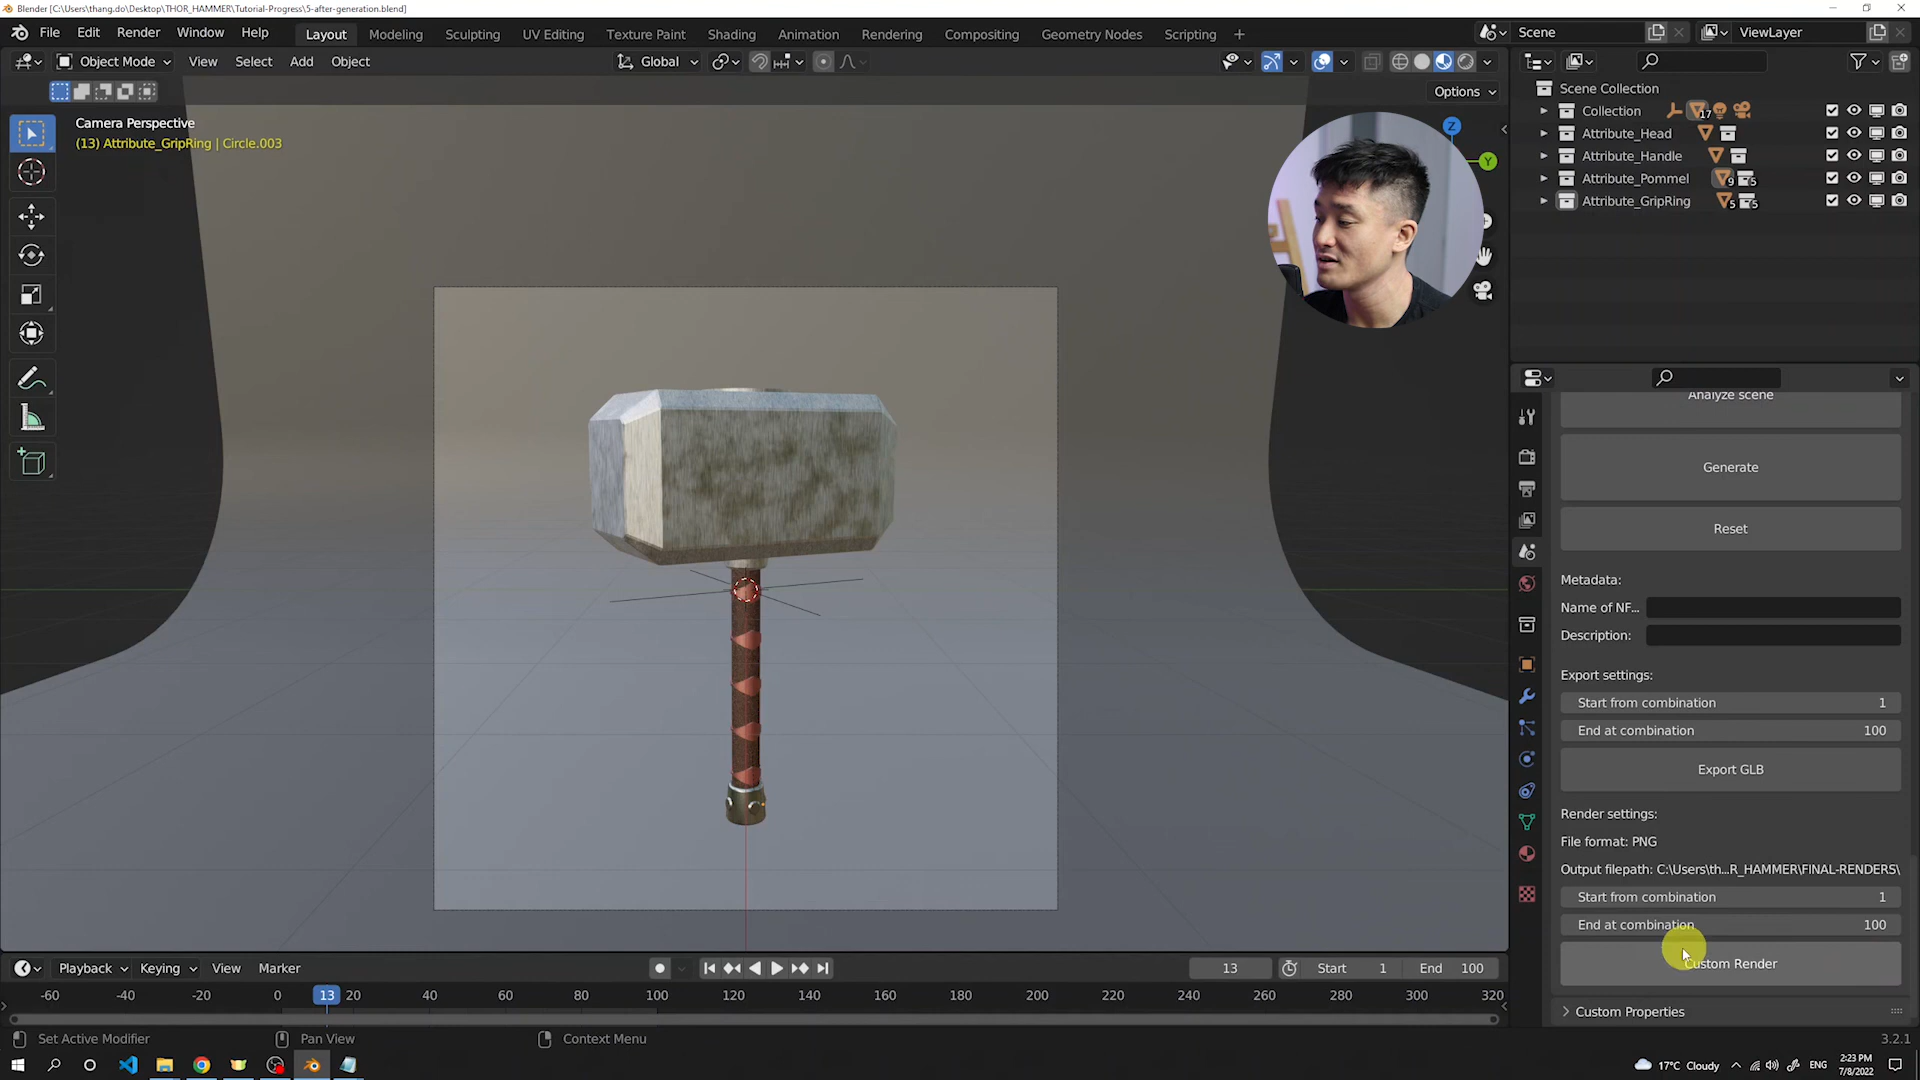 Blender [C:\Users\thang.do\Desktop\THOR_HAMMER\Tutorial-Progress\5-after-generation.blend]
File Edit Render Window Help Layout Modeling Sculpting UV Editing Texture Paint Shading Animation Rendering Compositing Geometry Nodes Scripting + Scene ViewLayer
Object Mode View Select Add Object Global
Options
Camera Perspective
(13) Attribute_GripRing | Circle.003
Z
Y
Scene Collection
Collection 17
Attribute_Head
Attribute_Handle
Attribute_Pommel 9 5
Attribute_GripRing 5 5
Analyze scene
Generate
Reset
Metadata:
Name of NF...
Description:
Export settings:
Start from combination 1
End at combination 100
Export GLB
Render settings:
File format: PNG
Output filepath: C:\Users\th...R_HAMMER\FINAL-RENDERS\
Start from combination 1
End at combination 100
Custom Render
Custom Properties
Playback Keying View Marker 13 Start 1 End 100
-60 -40 -20 0 13 20 40 60 80 100 120 140 160 180 200 220 240 260 280 300 320
Set Active Modifier Pan View Context Menu 3.2.1
17°C Cloudy ENG 2:23 PM
7/8/2022